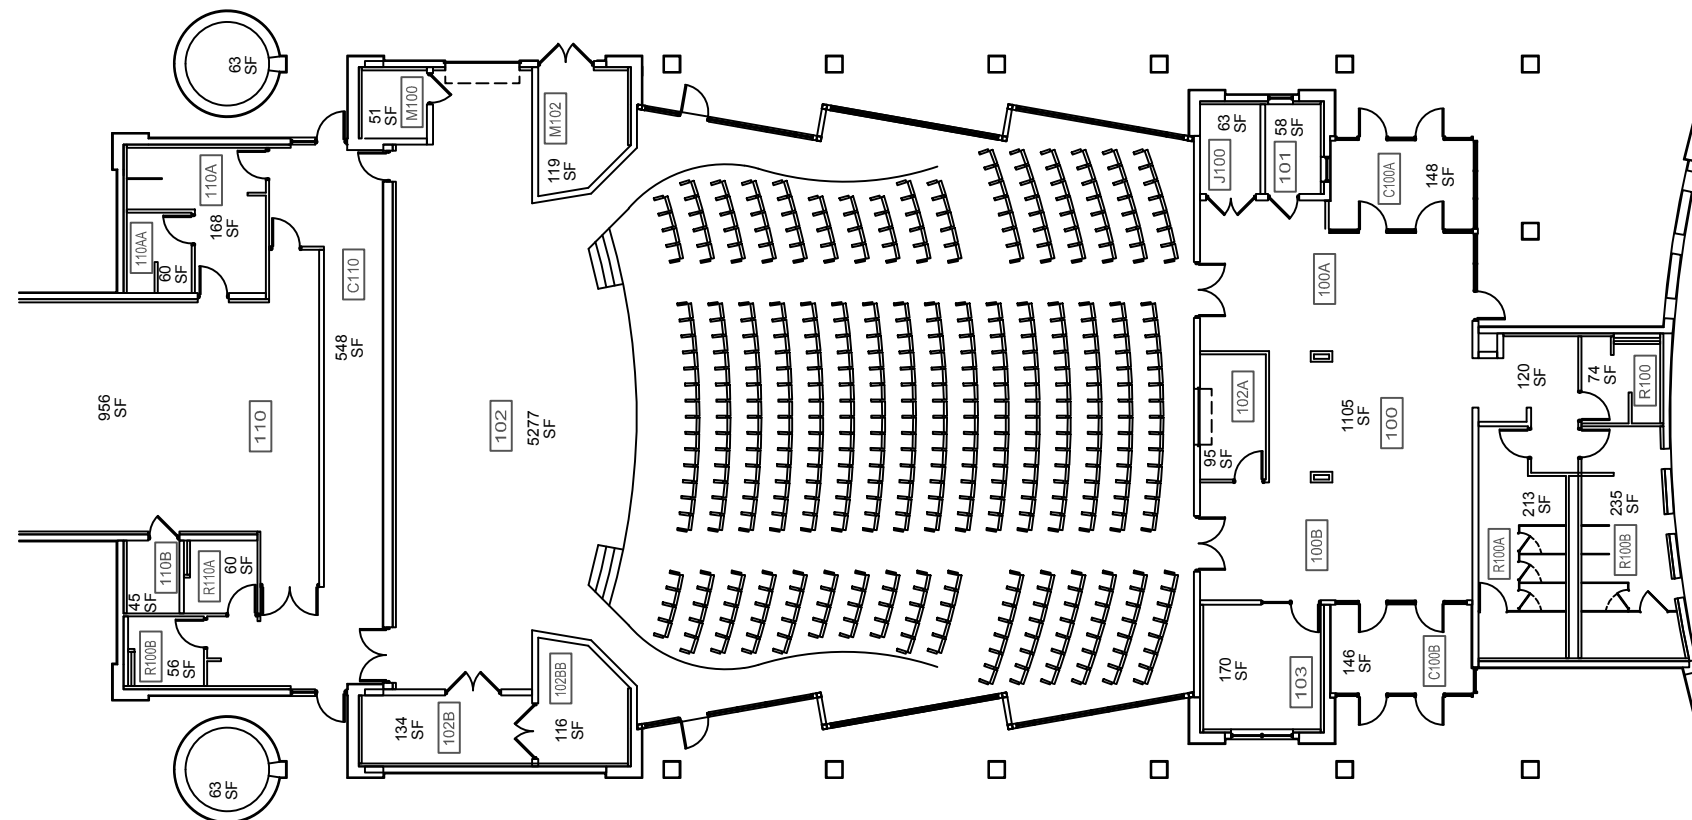 63
SF
M100
51
SF
M102
119
SF
110A
168
SF
110AA
60
SF
C110
548
SF
956
SF
110
102
5277
SF
110B
45
SF
R110A
60
SF
R100B
56
SF
63
SF
134
SF
102B
102BB
116
SF
J100
63
SF
58
SF
101
C100A
148
SF
100A
102A
95
SF
1105
SF
100
120
SF
74
SF
R100
213
SF
R100A
235
SF
R100B
100B
170
SF
103
146
SF
C100B